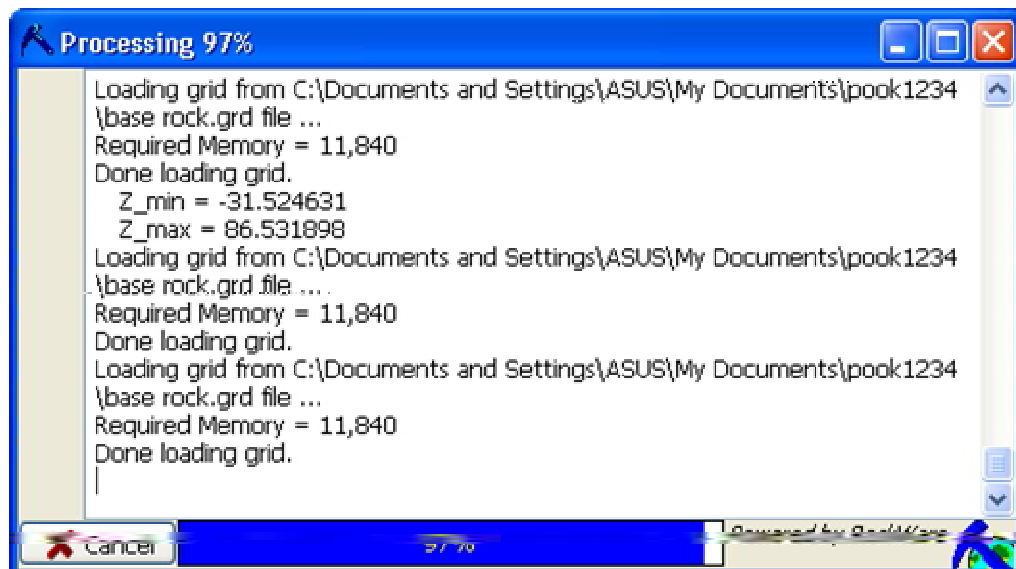 Processing 97%
Loading grid from C:\Documents and Settings\ASUS\My Documents\pook1234
\base rock.grd file ...
Required Memory = 11,840
Done loading grid.
Z_min = -31.524631
Z_max = 86.531898
Loading grid from C:\Documents and Settings\ASUS\My Documents\pook1234
\base rock.grd file ...
Required Memory = 11,840
Done loading grid.
Loading grid from C:\Documents and Settings\ASUS\My Documents\pook1234
\base rock.grd file ...
Required Memory = 11,840
Done loading grid.
Cancel
97 %
Powered by RockWare